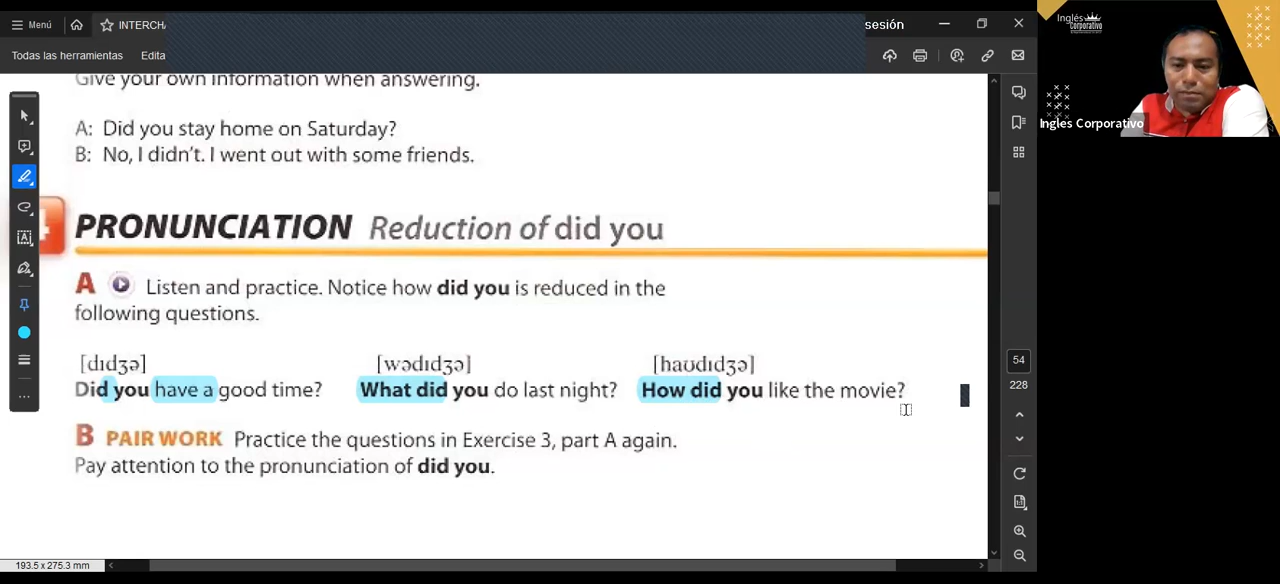 Menú INTERCHA sesión
Todas las herramientas Edita
Give your own information when answering.
A: Did you stay home on Saturday?
B: No, I didn't. I went out with some friends.
PRONUNCIATION Reduction of did you
A Listen and practice. Notice how did you is reduced in the
following questions.
[dɪdʒə] [wədɪdʒə] [haʊdɪdʒə]
Did you have a good time? What did you do last night? How did you like the movie?
B PAIR WORK Practice the questions in Exercise 3, part A again.
Pay attention to the pronunciation of did you.
54
228
193.5 x 275.3 mm
Inglés
Corporativo
Ingles Corporativo